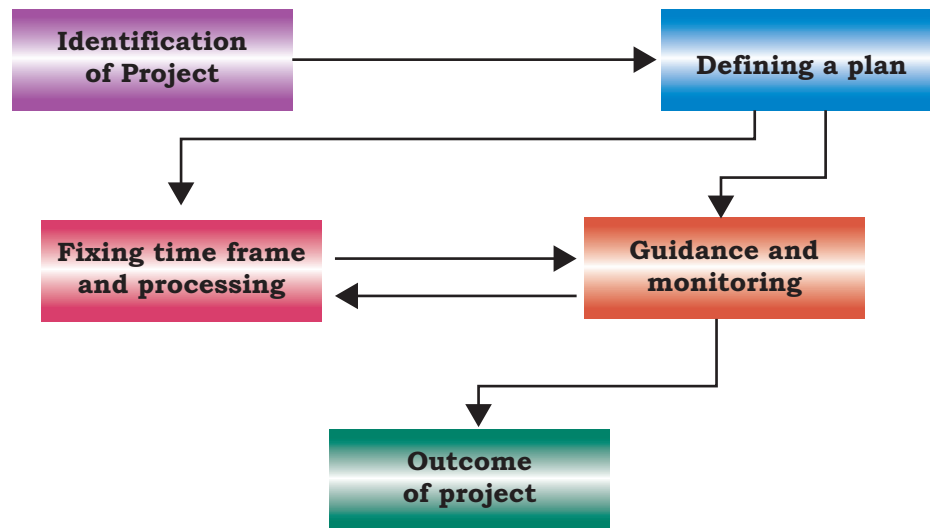 Identification
of Project
Defining a plan
Fixing time frame
and processing
Guidance and
monitoring
Outcome
of project